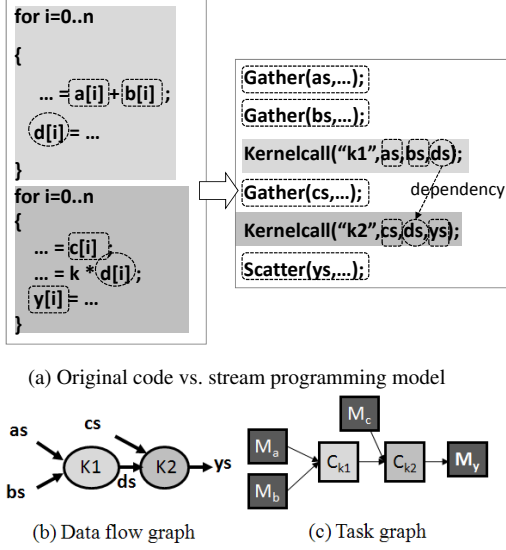 for i=0..n
{
... = a[i] + b[i] ;
d[i] = ...
}
for i=0..n
{
... = c[i] ;
... = k * d[i] ;
y[i] = ...
}
Gather(as,...);
Gather(bs,...);
Kernelcall("k1",as,bs,ds);
Gather(cs,...);
dependency
Kernelcall("k2",cs,ds,ys);
Scatter(ys,...);
(a) Original code vs. stream programming model
as
bs
cs
K1
ds
K2
ys
(b) Data flow graph
Ma
Mb
Mc
Ck1
Ck2
My
(c) Task graph